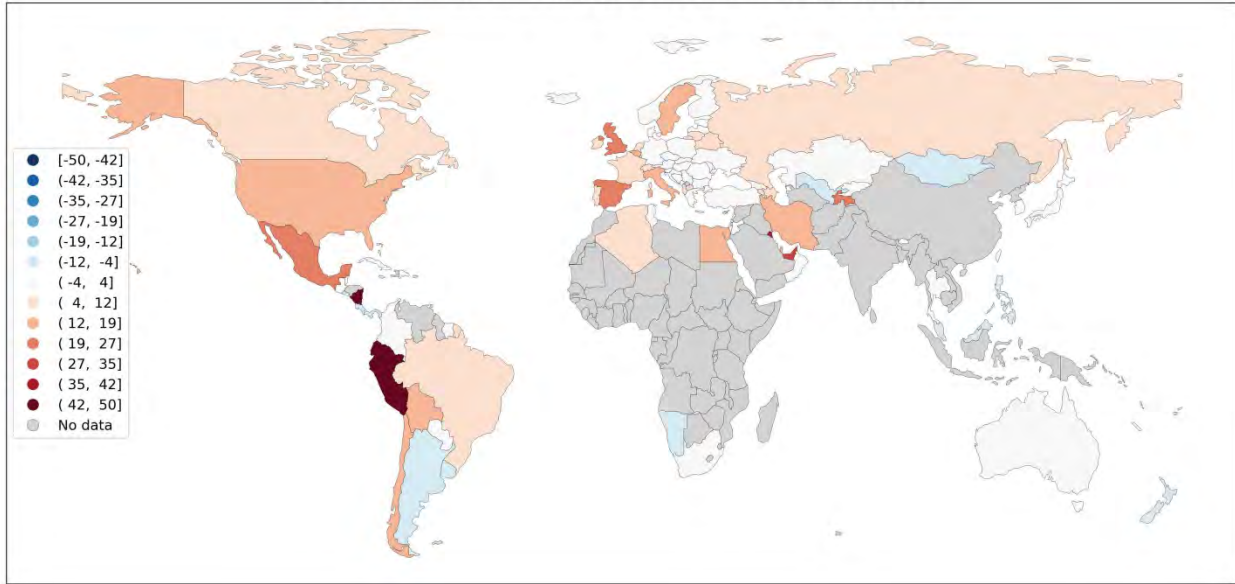 [-50, -42]
(-42, -35]
(-35, -27]
(-27, -19]
(-19, -12]
(-12, -4]
(-4, 4]
( 4, 12]
( 12, 19]
( 19, 27]
( 27, 35]
( 35, 42]
( 42, 50]
No data